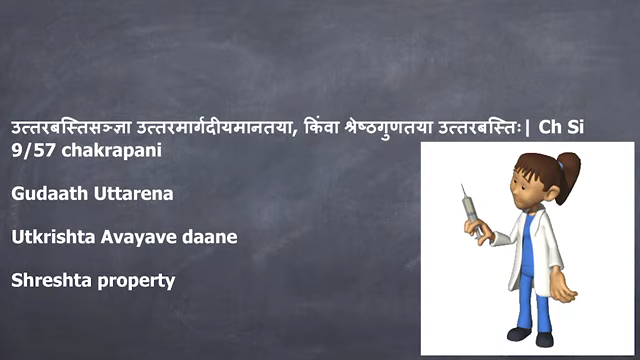 उत्तरबस्तिसञ्ज्ञा उत्तरमार्गदीयमानतया, किंवा श्रेष्ठगुणतया उत्तरबस्तिः| Ch Si
9/57 chakrapani
Gudaath Uttarena
Utkrishta Avayave daane
Shreshta property